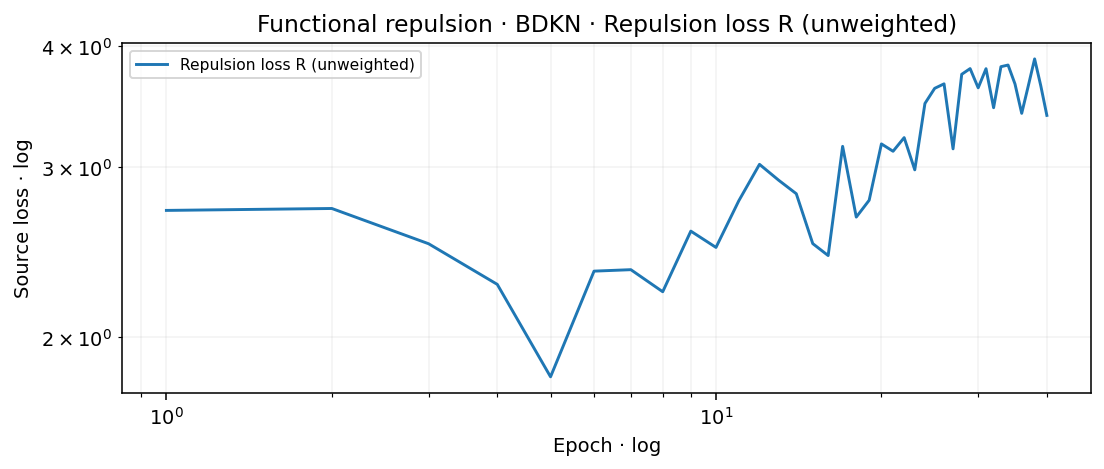 Functional repulsion · BDKN · Repulsion loss R (unweighted)
Repulsion loss R (unweighted)
Source loss · log
4 × 10⁰
3 × 10⁰
2 × 10⁰
10⁰ 10¹
Epoch · log